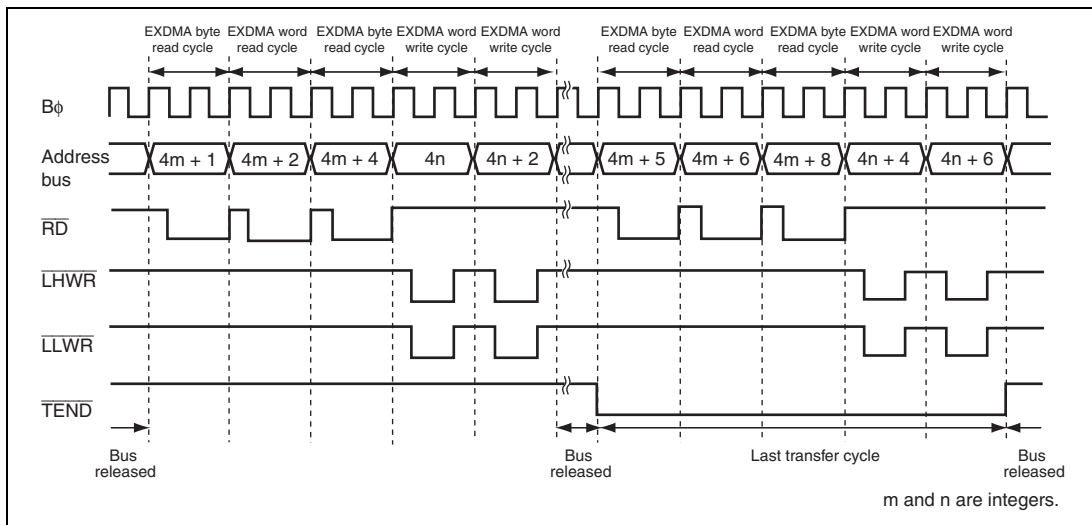 EXDMA byte read cycle
EXDMA word read cycle
EXDMA byte read cycle
EXDMA word write cycle
EXDMA word write cycle
EXDMA byte read cycle
EXDMA word read cycle
EXDMA byte read cycle
EXDMA word write cycle
EXDMA word write cycle
Bϕ
Address bus
4m + 1
4m + 2
4m + 4
4n
4n + 2
4m + 5
4m + 6
4m + 8
4n + 4
4n + 6
RD
LHWR
LLWR
TEND
Bus released
Bus released
Last transfer cycle
Bus released
m and n are integers.